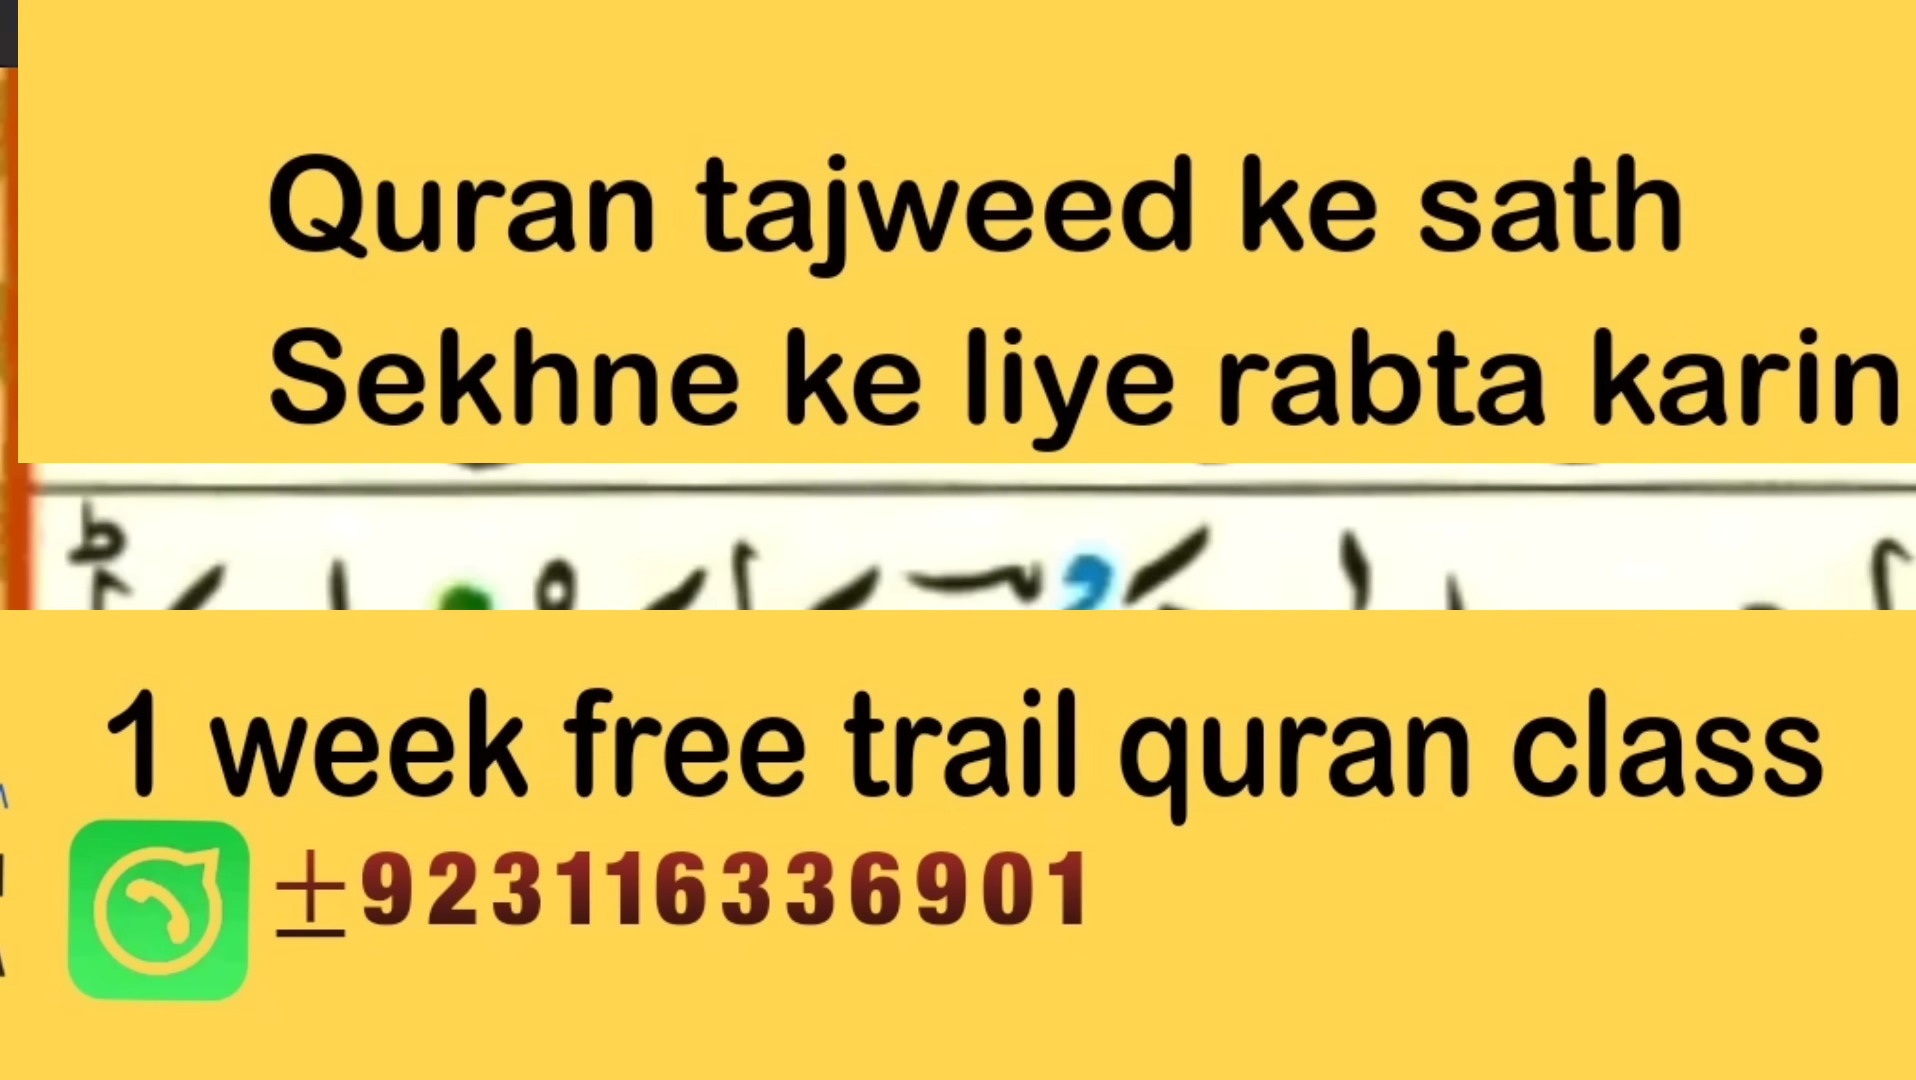 Quran tajweed ke sath
Sekhne ke liye rabta karin
1 week free trail quran class
±923116336901